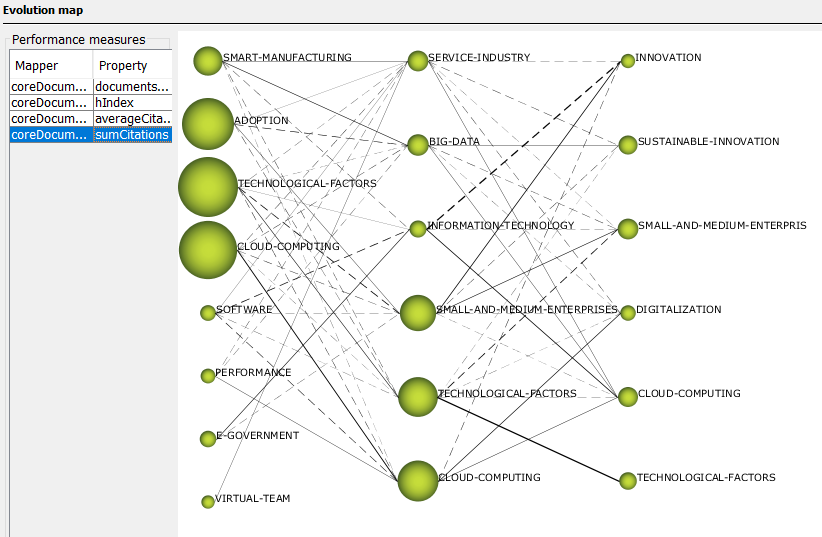 Evolution map
Performance measures
Mapper Property
coreDocum... documents...
coreDocum... hIndex
coreDocum... averageCita...
coreDocum... sumCitations
SMART-MANUFACTURING
ADOPTION
TECHNOLOGICAL-FACTORS
CLOUD-COMPUTING
SOFTWARE
PERFORMANCE
E-GOVERNMENT
VIRTUAL-TEAM
SERVICE-INDUSTRY
BIG-DATA
INFORMATION-TECHNOLOGY
SMALL-AND-MEDIUM-ENTERPRISES
TECHNOLOGICAL-FACTORS
CLOUD-COMPUTING
INNOVATION
SUSTAINABLE-INNOVATION
SMALL-AND-MEDIUM-ENTERPRIS
DIGITALIZATION
CLOUD-COMPUTING
TECHNOLOGICAL-FACTORS